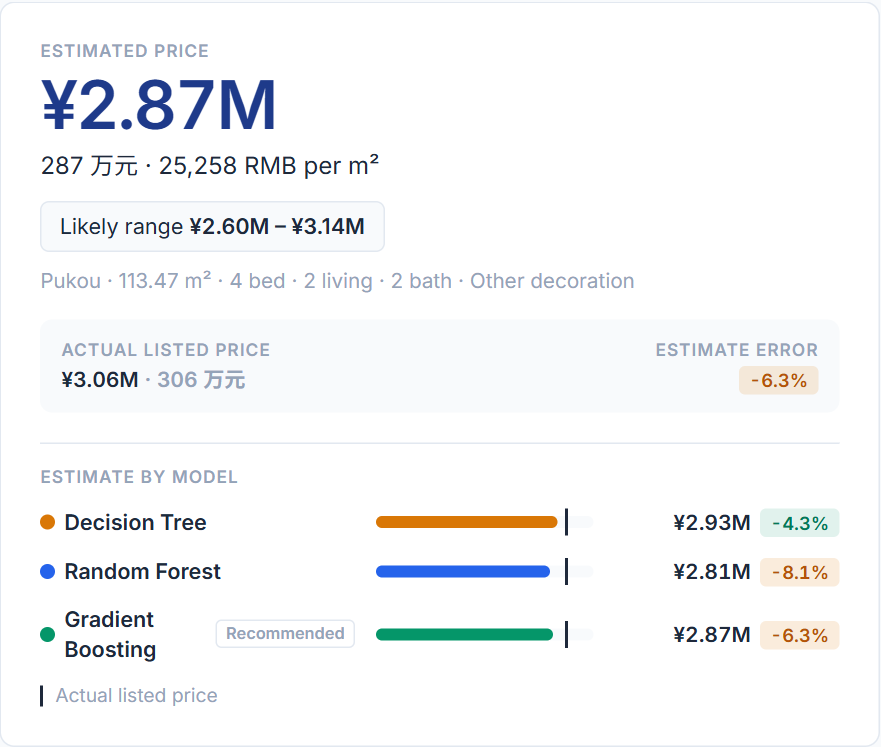 ESTIMATED PRICE
¥2.87M
287 万元 · 25,258 RMB per m²
Likely range ¥2.60M – ¥3.14M
Pukou · 113.47 m² · 4 bed · 2 living · 2 bath · Other decoration
ACTUAL LISTED PRICE
¥3.06M · 306 万元
ESTIMATE ERROR
-6.3%
ESTIMATE BY MODEL
Decision Tree ¥2.93M -4.3%
Random Forest ¥2.81M -8.1%
Gradient
Boosting Recommended ¥2.87M -6.3%
Actual listed price